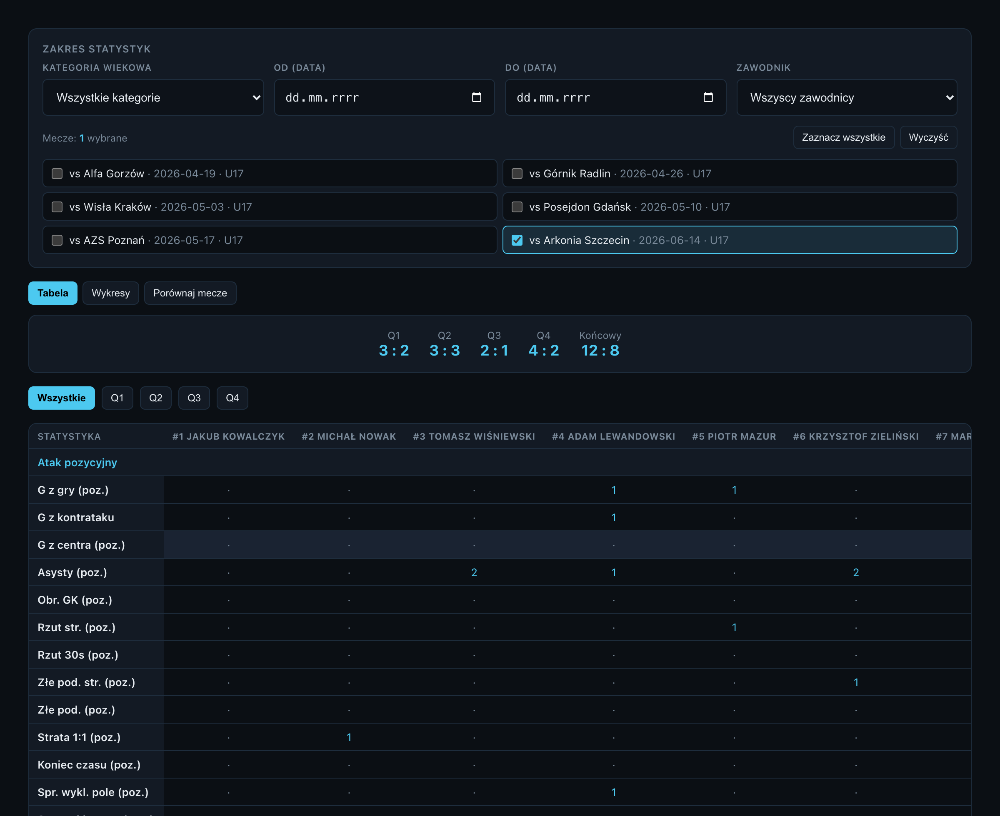 ZAKRES STATYSTYK
KATEGORIA WIEKOWA OD (DATA) DO (DATA) ZAWODNIK
Wszystkie kategorie dd.mm.rrrr dd.mm.rrrr Wszyscy zawodnicy
Mecze: 1 wybrane Zaznacz wszystkie Wyczyść
vs Alfa Gorzów · 2026-04-19 · U17 vs Górnik Radlin · 2026-04-26 · U17
vs Wisła Kraków · 2026-05-03 · U17 vs Posejdon Gdańsk · 2026-05-10 · U17
vs AZS Poznań · 2026-05-17 · U17 vs Arkonia Szczecin · 2026-06-14 · U17
Tabela Wykresy Porównaj mecze
Q1 Q2 Q3 Q4 Końcowy
3 : 2 3 : 3 2 : 1 4 : 2 12 : 8
Wszystkie Q1 Q2 Q3 Q4
STATYSTYKA #1 JAKUB KOWALCZYK #2 MICHAŁ NOWAK #3 TOMASZ WIŚNIEWSKI #4 ADAM LEWANDOWSKI #5 PIOTR MAZUR #6 KRZYSZTOF ZIELIŃSKI #7 MAR
Atak pozycyjny
G z gry (poz.) · · · 1 1 ·
G z kontrataku · · · 1 · ·
G z centra (poz.) · · · · · ·
Asysty (poz.) · · 2 1 · 2
Obr. GK (poz.) · · · · · ·
Rzut str. (poz.) · · · · 1 ·
Rzut 30s (poz.) · · · · · ·
Złe pod. str. (poz.) · · · · · 1
Złe pod. (poz.) · · · · · ·
Strata 1:1 (poz.) · 1 · · · ·
Koniec czasu (poz.) · · · · · ·
Spr. wykl. pole (poz.) · · · 1 · ·